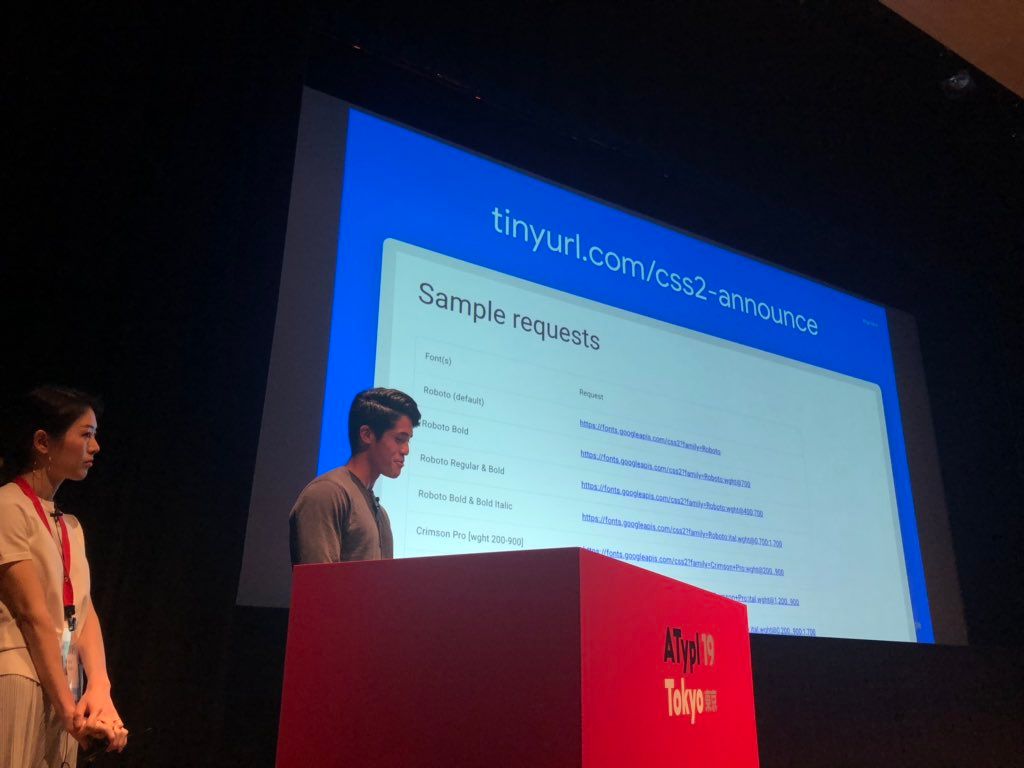 tinyurl.com/css2-announce
Sample requests
Font(s) Request
Roboto (default) https://fonts.googleapis.com/css2?family=Roboto
Roboto Bold https://fonts.googleapis.com/css2?family=Roboto:wght@700
Roboto Regular & Bold https://fonts.googleapis.com/css2?family=Roboto:wght@400;700
Roboto Bold & Bold Italic https://fonts.googleapis.com/css2?family=Roboto:ital,wght@0,700;1,700
Crimson Pro [wght 200-900] https://fonts.googleapis.com/css2?family=Crimson+Pro:wght@200..900
+Pro:ital,wght@1,200..900
ital,wght@0,200..900;1,700
ATypI 19
Tokyo 東京